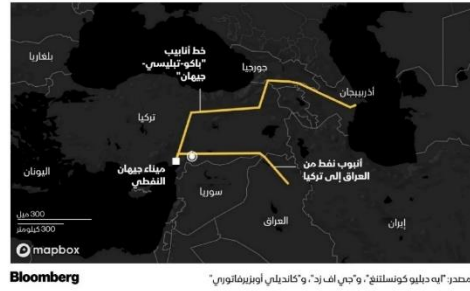 خط أنابيب
"باكو-تبليسي-
جيهان"
بلغاريا
جورجيا
أذربيجان
تركيا
ميناء جيهان
النفطي
أنبوب نفط من
العراق إلى تركيا
اليونان
سوريا
العراق
إيران
300 ميل
300 كيلومتر
mapbox
مصدر: "ايه دبليو كونسلتنغ"، و"جي اف زد"، و"كانديلي أوبزيرفاتوري"
Bloomberg